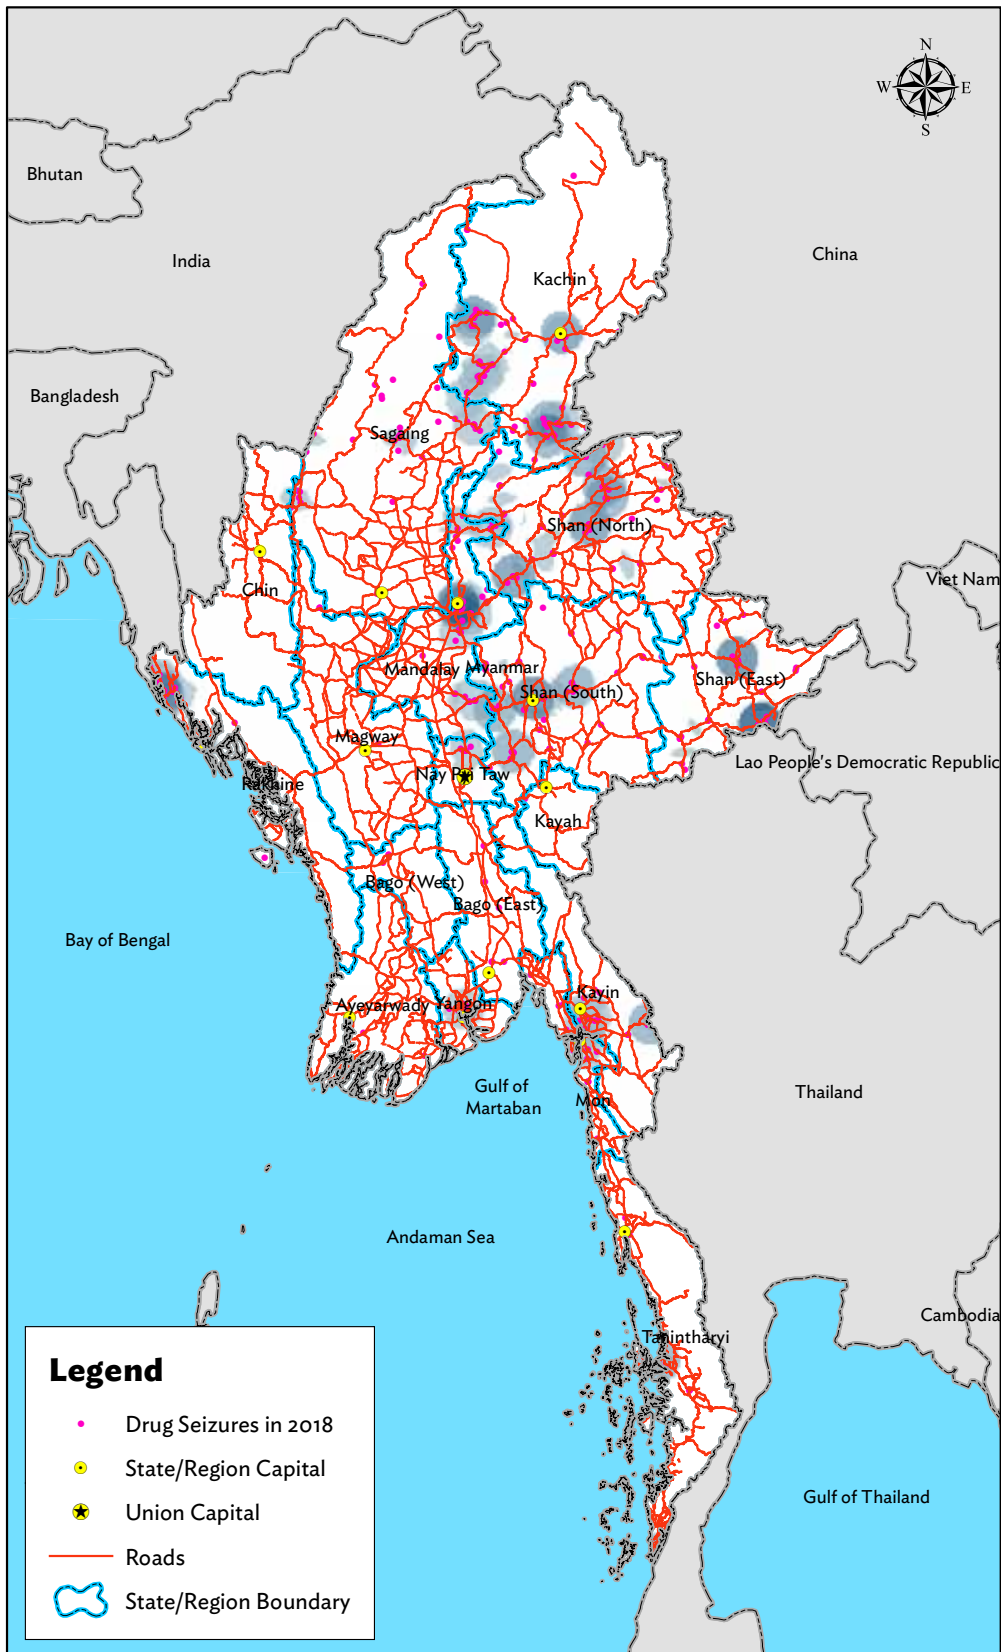 N
W
E
S
Bhutan
India
China
Kachin
Bangladesh
Sagaing
Shan (North)
Viet Nam
Chin
Mandalay
Myanmar
Shan (East)
Shan (South)
Magway
Lao People's Democratic Republic
Nay Pyi Taw
Rakhine
Kayah
Bago (West)
Bago (East)
Bay of Bengal
Kayin
Ayeyarwady
Yangon
Gulf of
Martaban
Mon
Thailand
Andaman Sea
Cambodia
Tanintharyi
Gulf of Thailand
Legend
Drug Seizures in 2018
State/Region Capital
Union Capital
Roads
State/Region Boundary